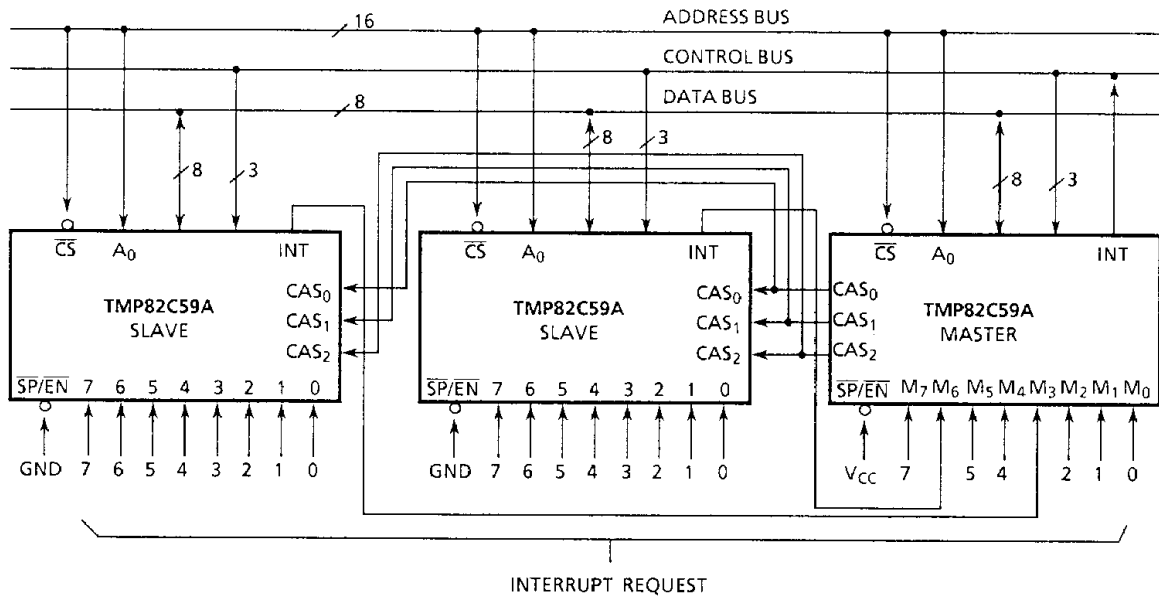 ADDRESS BUS
16
CONTROL BUS
DATA BUS
8
8 3 8 3 8 3
CS A0 INT CS A0 INT CS A0 INT
CAS0 CAS0 CAS0
TMP82C59A TMP82C59A TMP82C59A
CAS1 CAS1 CAS1
SLAVE SLAVE MASTER
CAS2 CAS2 CAS2
SP/EN 7 6 5 4 3 2 1 0 SP/EN 7 6 5 4 3 2 1 0 SP/EN M7 M6 M5 M4 M3 M2 M1 M0
GND 7 6 5 4 3 2 1 0 GND 7 6 5 4 3 2 1 0 VCC 7 5 4 2 1 0
INTERRUPT REQUEST